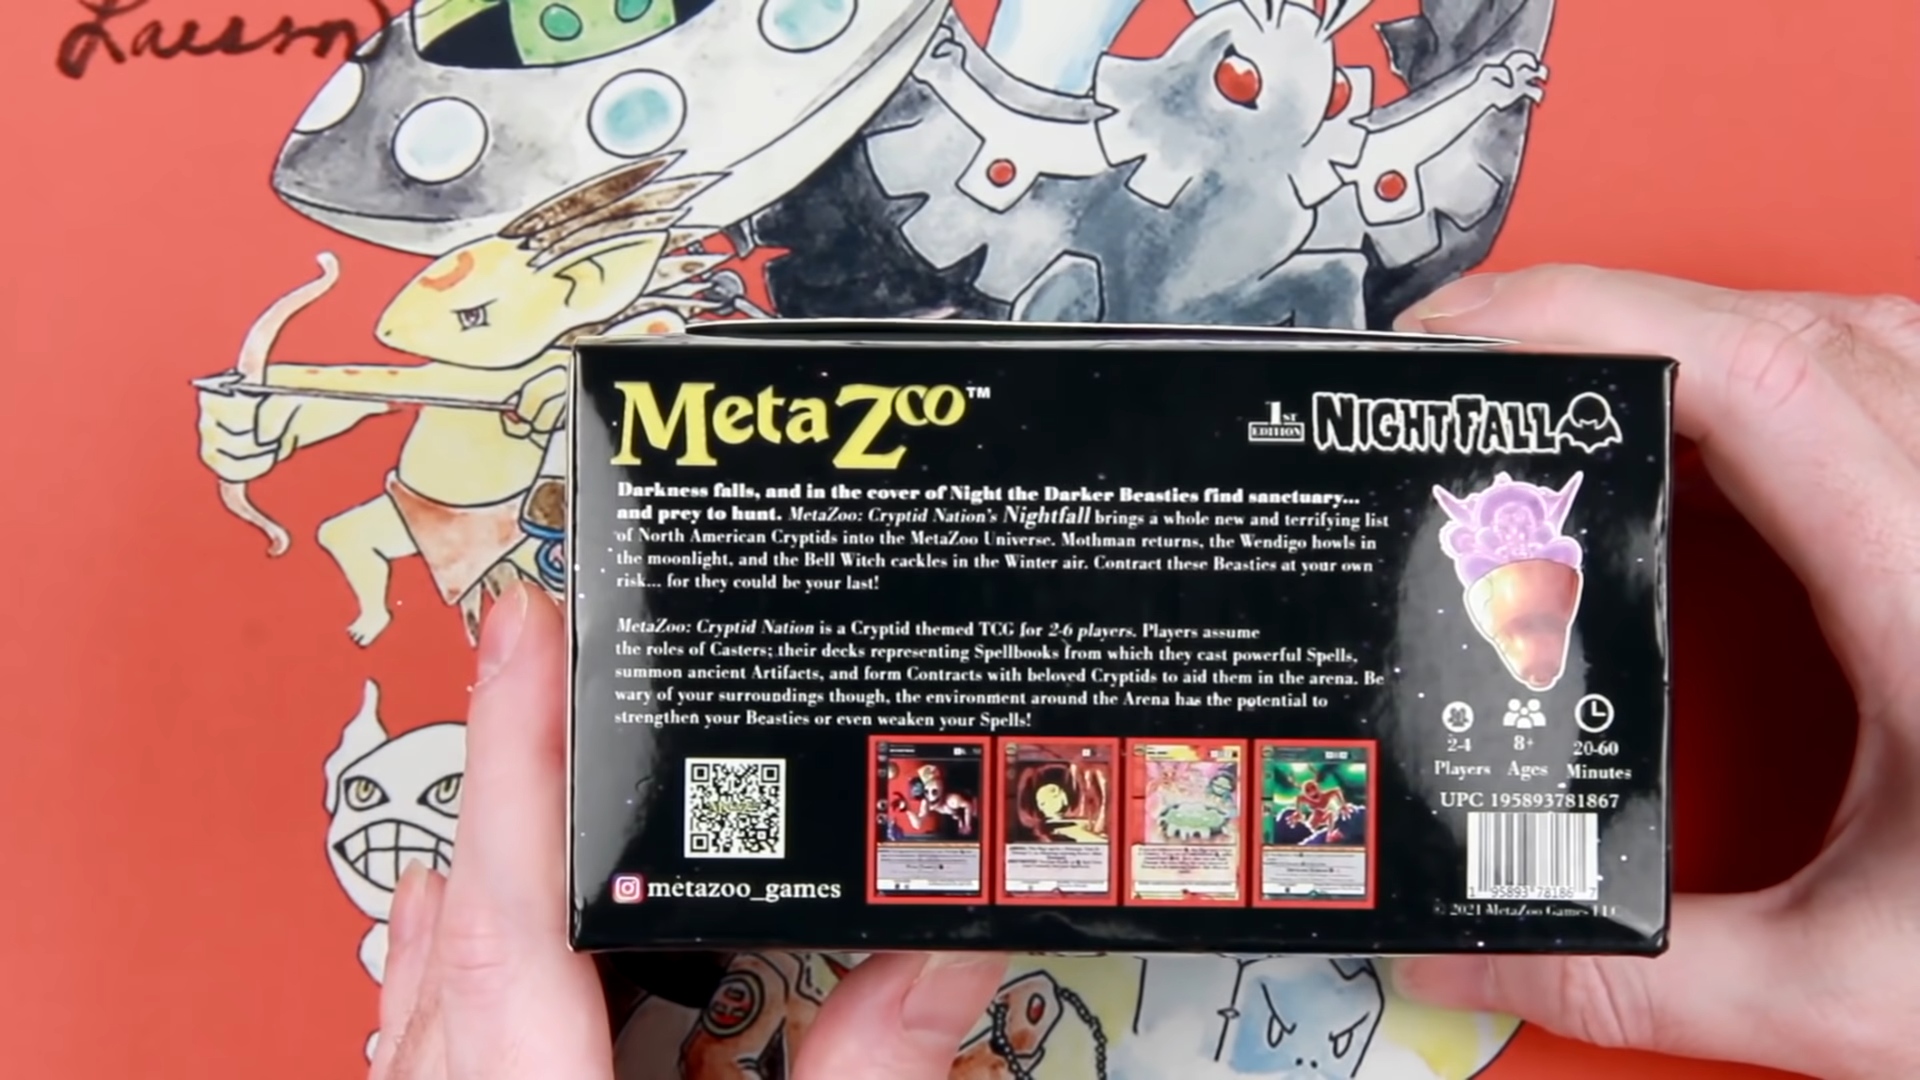 Larson
MetaZoo™
1ST EDITION NIGHTFALL
Darkness falls, and in the cover of Night the Darker Beasties find sanctuary...
and prey to hunt. MetaZoo: Cryptid Nation's Nightfall brings a whole new and terrifying list
of North American Cryptids into the MetaZoo Universe. Mothman returns, the Wendigo howls in
the moonlight, and the Bell Witch cackles in the Winter air. Contract these Beasties at your own
risk... for they could be your last!
MetaZoo: Cryptid Nation is a Cryptid themed TCG for 2-6 players. Players assume
the roles of Casters; their decks representing Spellbooks from which they cast powerful Spells,
summon ancient Artifacts, and form Contracts with beloved Cryptids to aid them in the arena. Be
wary of your surroundings though, the environment around the Arena has the potential to
strengthen your Beasties or even weaken your Spells!
metazoo_games
2-4 8+ 20-60
Players Ages Minutes
UPC 195893781867
1 95893 78186 7
© 2021 MetaZoo Games LLC